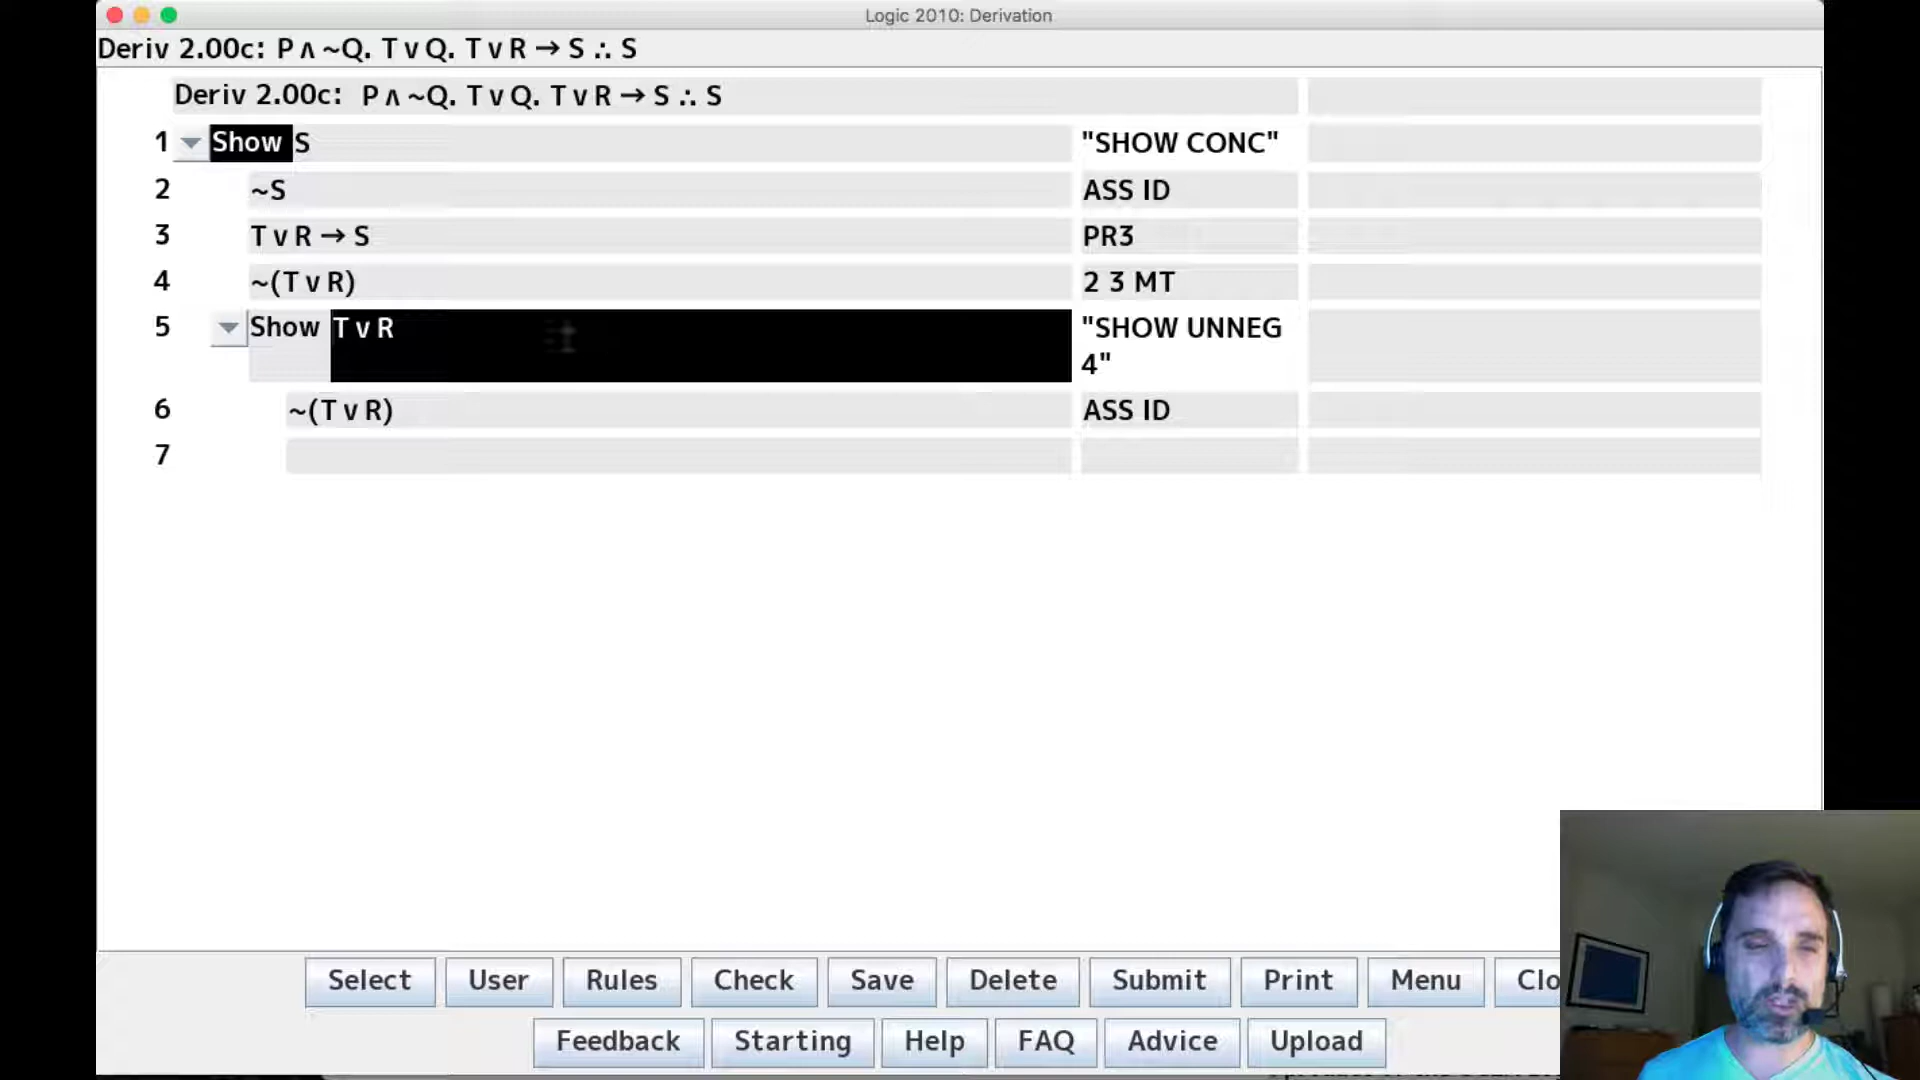 Logic 2010: Derivation
Deriv 2.00c: P ∧ ~Q. T ∨ Q. T ∨ R → S ∴ S
Deriv 2.00c: P ∧ ~Q. T ∨ Q. T ∨ R → S ∴ S
1 Show S "SHOW CONC"
2 ~S ASS ID
3 T ∨ R → S PR3
4 ~(T ∨ R) 2 3 MT
5 Show T ∨ R "SHOW UNNEG
4"
6 ~(T ∨ R) ASS ID
7
Select User Rules Check Save Delete Submit Print Menu Clo
Feedback Starting Help FAQ Advice Upload